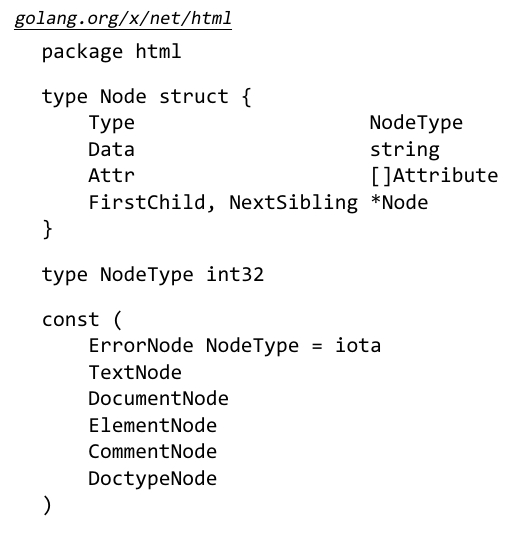 golang.org/x/net/html
package html
type Node struct {
Type NodeType
Data string
Attr []Attribute
FirstChild, NextSibling *Node
}
type NodeType int32
const (
ErrorNode NodeType = iota
TextNode
DocumentNode
ElementNode
CommentNode
DoctypeNode
)